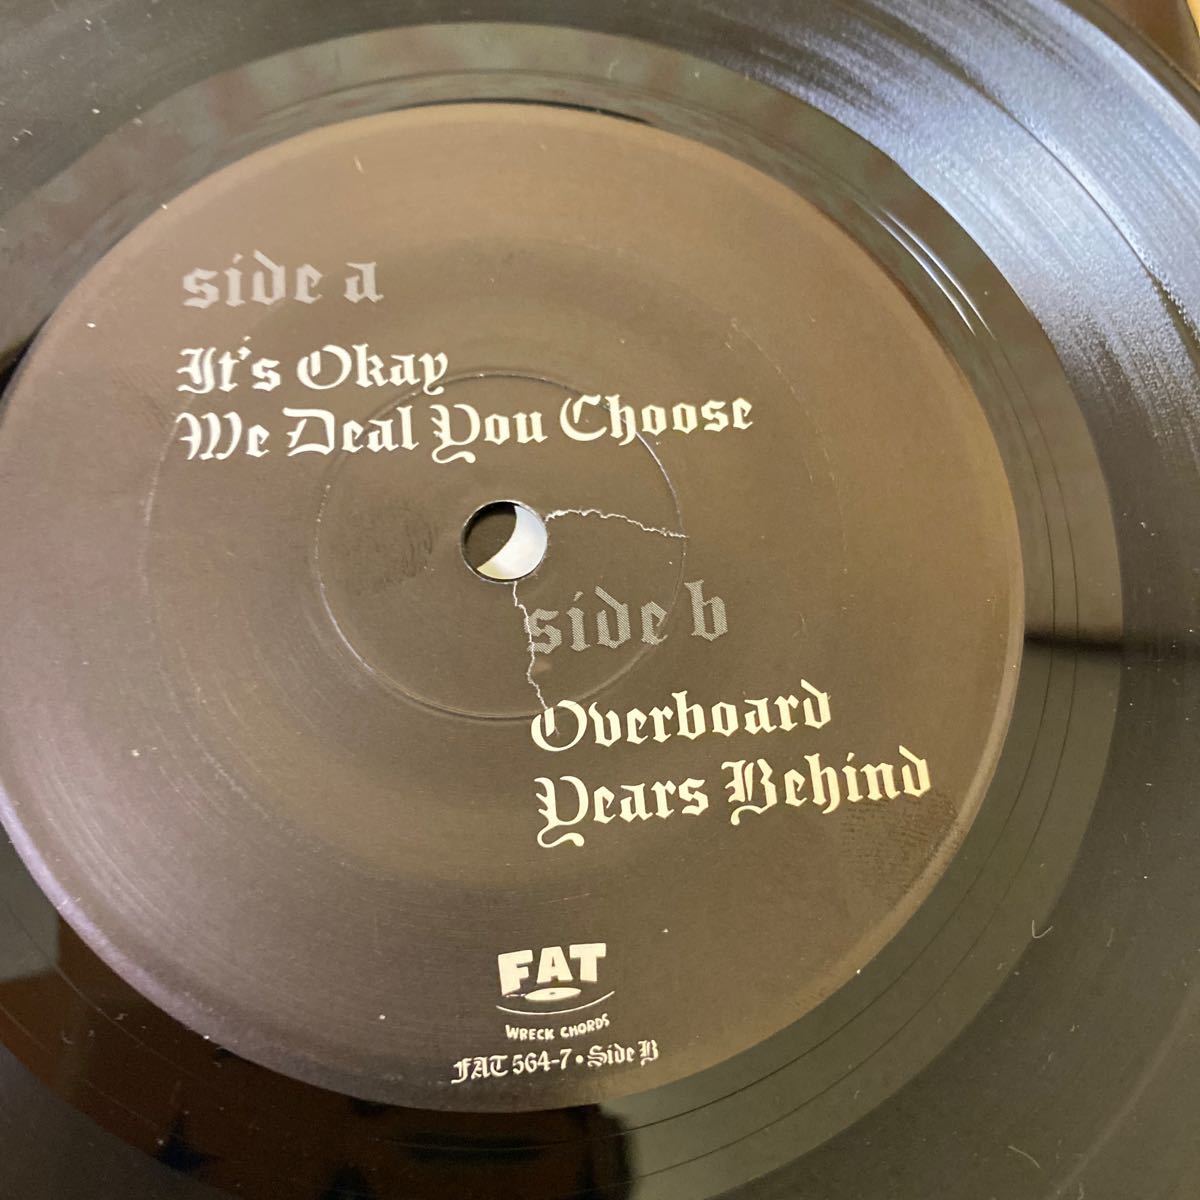 side a
It's Okay
We Deal You Choose
side b
Overboard
Years Behind
FAT
WRECK CHORDS
FAT 564-7 • Side B